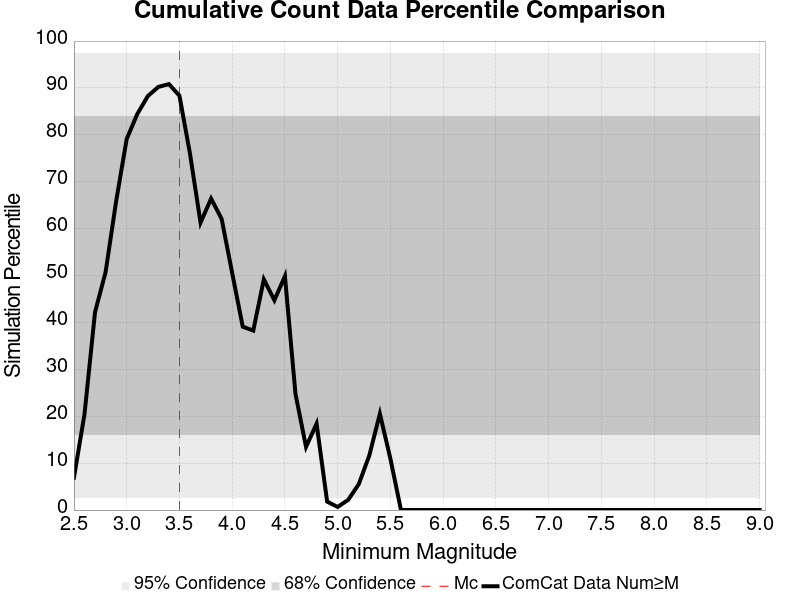 Cumulative Count Data Percentile Comparison
100
90
80
70
60
50
40
30
20
10
0
Simulation Percentile
2.5 3.0 3.5 4.0 4.5 5.0 5.5 6.0 6.5 7.0 7.5 8.0 8.5 9.0
Minimum Magnitude
95% Confidence 68% Confidence Mc ComCat Data Num≥M